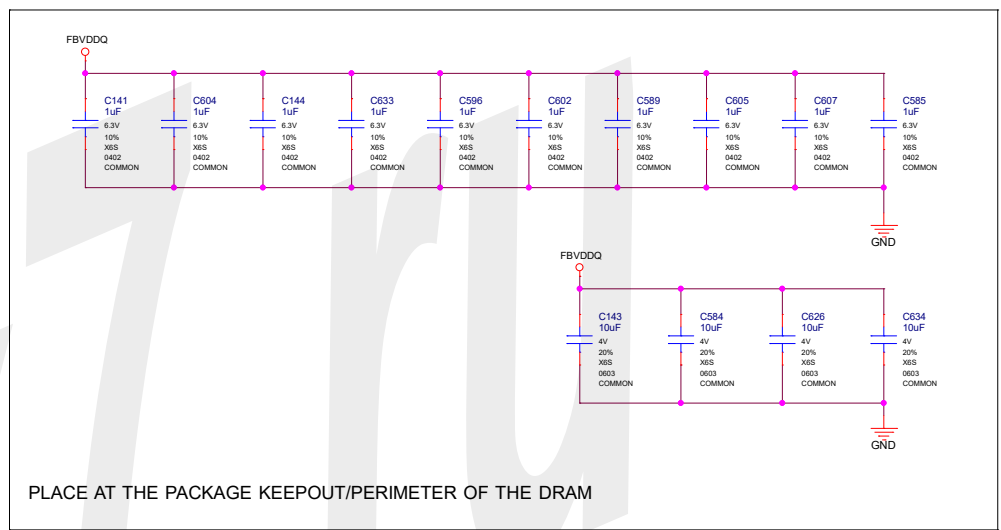 FBVDDQ
C141
1uF
6.3V
10%
X6S
0402
COMMON
C604
1uF
6.3V
10%
X6S
0402
COMMON
C144
1uF
6.3V
10%
X6S
0402
COMMON
C633
1uF
6.3V
10%
X6S
0402
COMMON
C596
1uF
6.3V
10%
X6S
0402
COMMON
C602
1uF
6.3V
10%
X6S
0402
COMMON
C589
1uF
6.3V
10%
X6S
0402
COMMON
C605
1uF
6.3V
10%
X6S
0402
COMMON
C607
1uF
6.3V
10%
X6S
0402
COMMON
C585
1uF
6.3V
10%
X6S
0402
COMMON
GND
FBVDDQ
C143
10uF
4V
20%
X6S
0603
COMMON
C584
10uF
4V
20%
X6S
0603
COMMON
C626
10uF
4V
20%
X6S
0603
COMMON
C634
10uF
4V
20%
X6S
0603
COMMON
GND
PLACE AT THE PACKAGE KEEPOUT/PERIMETER OF THE DRAM